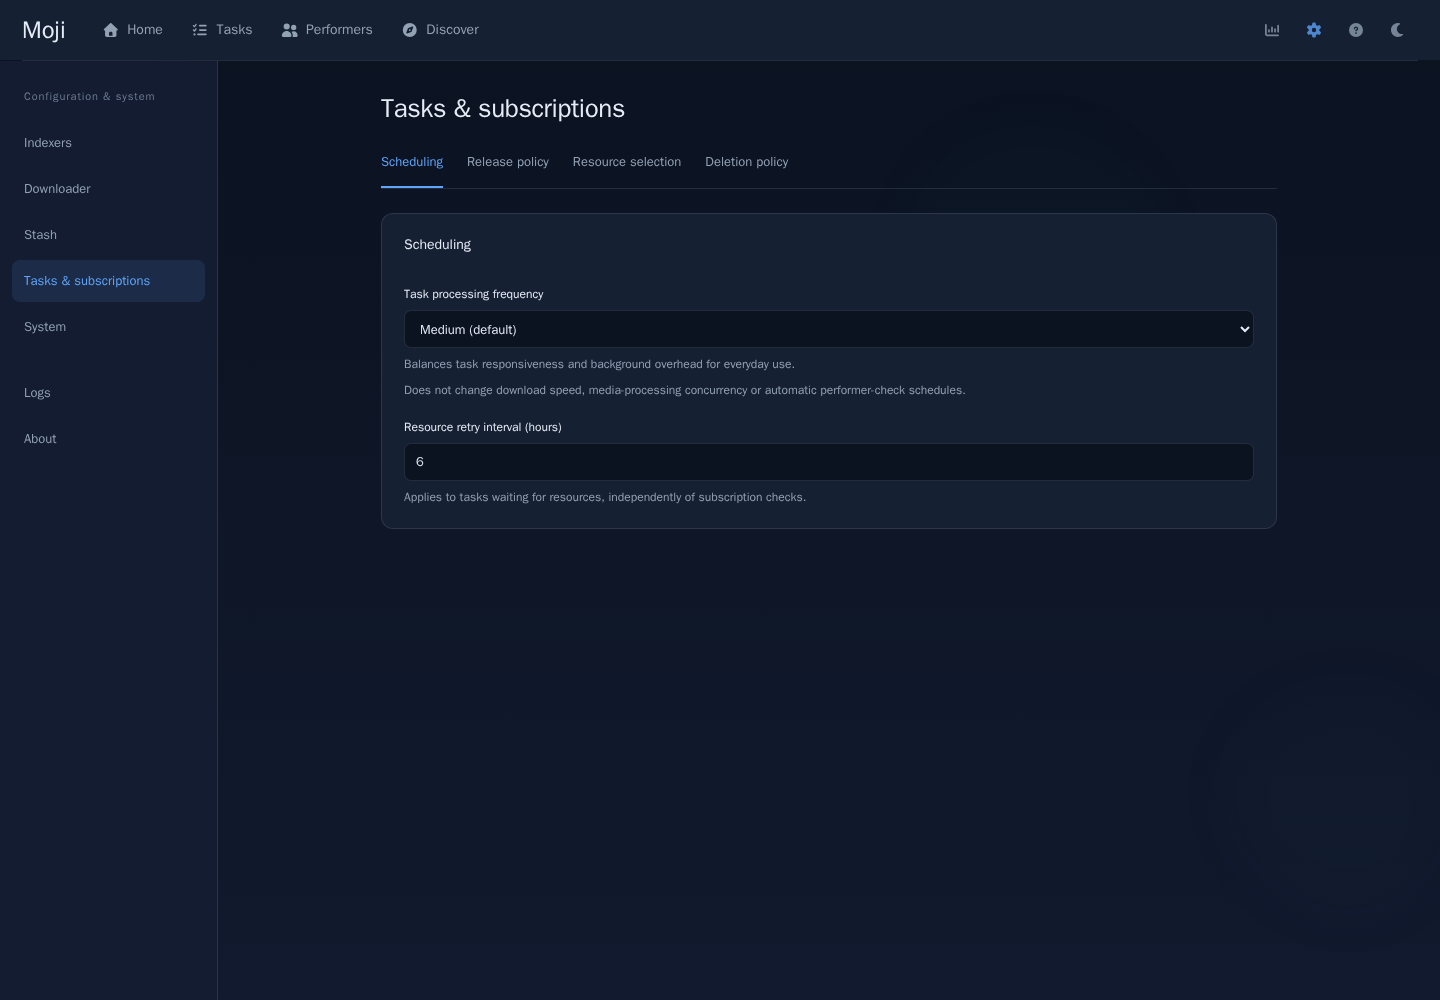 Moji
Home
Tasks
Performers
Discover
Configuration & system
Indexers
Downloader
Stash
Tasks & subscriptions
System
Logs
About
Tasks & subscriptions
Scheduling
Release policy
Resource selection
Deletion policy
Scheduling
Task processing frequency
Medium (default)
Balances task responsiveness and background overhead for everyday use.
Does not change download speed, media-processing concurrency or automatic performer-check schedules.
Resource retry interval (hours)
6
Applies to tasks waiting for resources, independently of subscription checks.